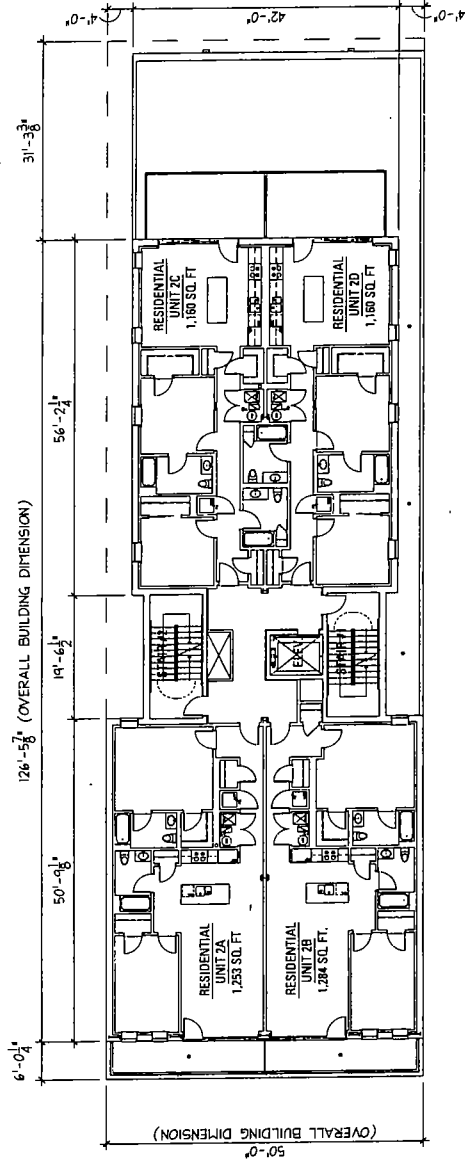 126'-5 7/8" (OVERALL BUILDING DIMENSION)
6'-0 1/4"
50'-9 1/8"
19'-6 1/2"
56'-2 1/4"
31'-3 3/8"
4'-0"
42'-0"
4'-0"
50'-0"
(OVERALL BUILDING DIMENSION)
RESIDENTIAL
UNIT 2A
1,253 SQ. FT
RESIDENTIAL
UNIT 2B
1,284 SQ. FT.
RESIDENTIAL
UNIT 2C
1,160 SQ. FT
RESIDENTIAL
UNIT 2D
1,160 SQ. FT
STAIR #2
ELEV
STAIR #1